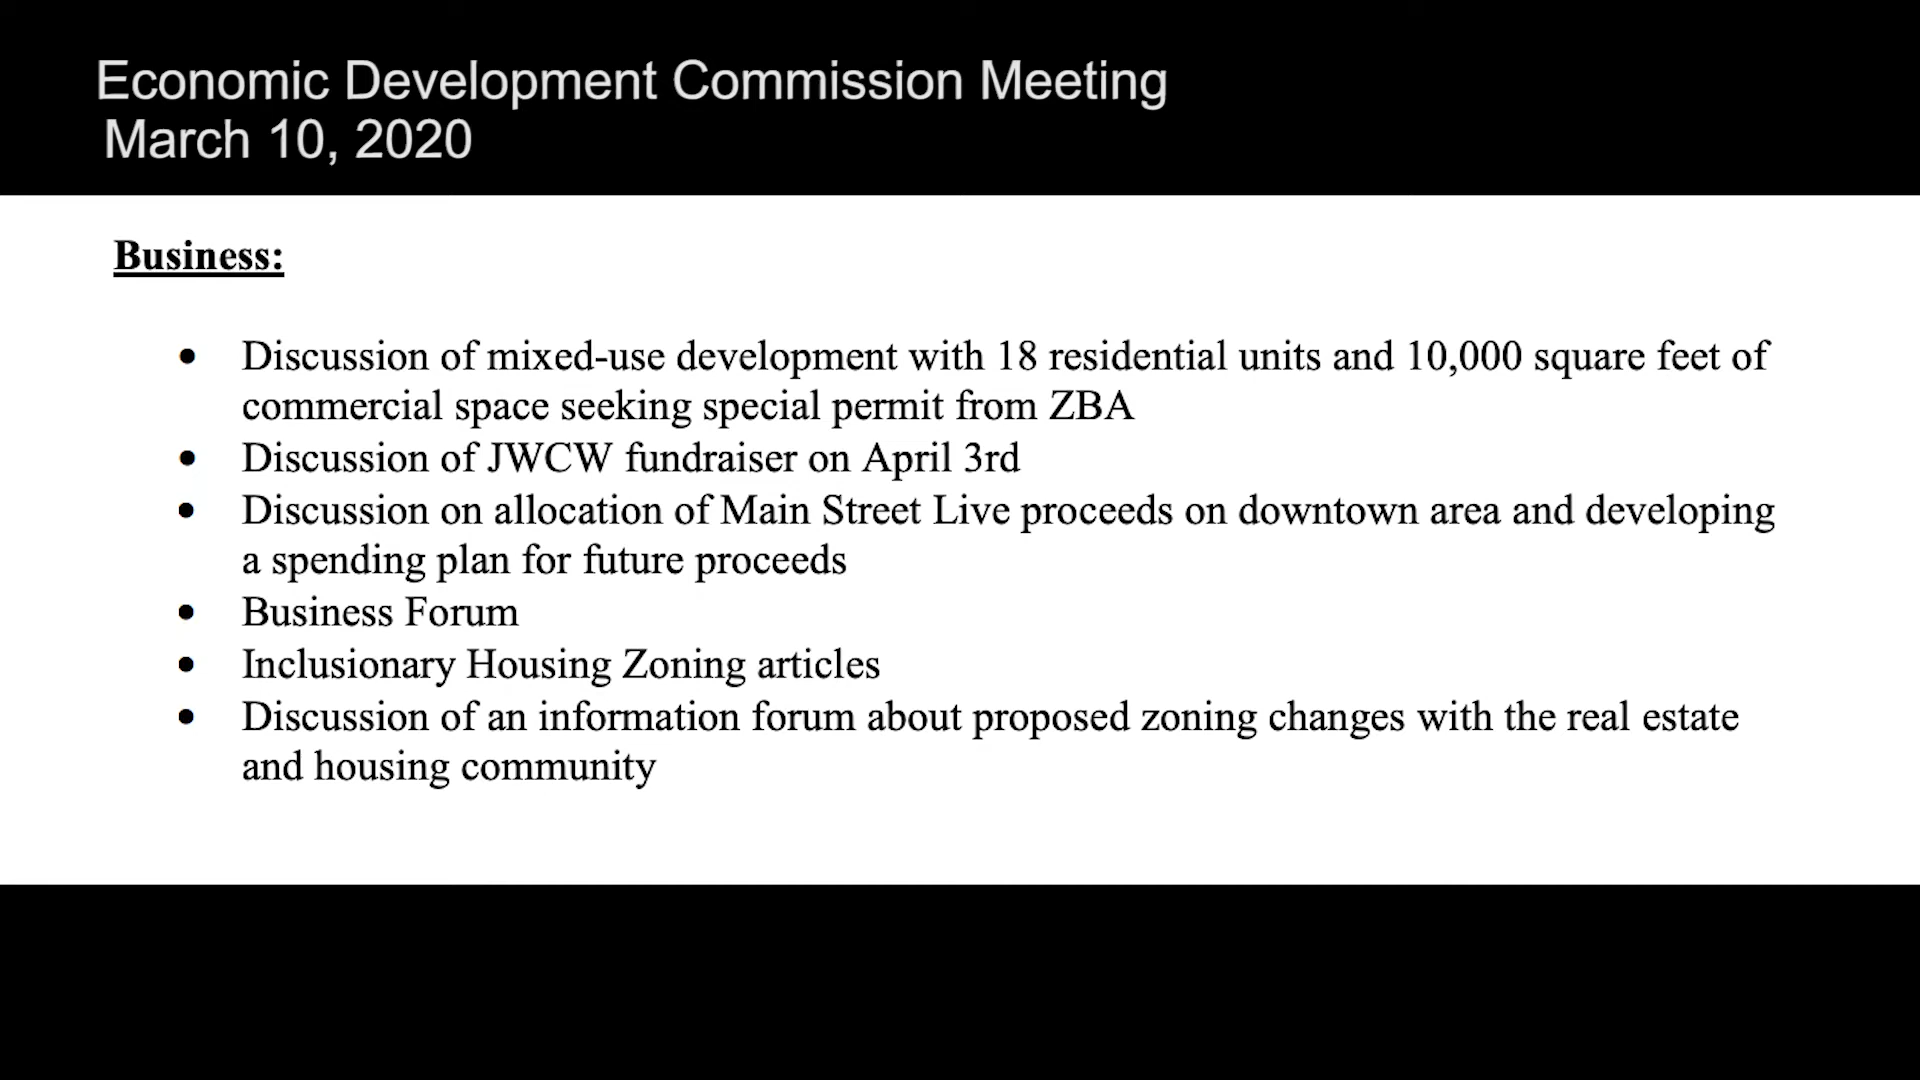 Economic Development Commission Meeting
March 10, 2020
Business:
• Discussion of mixed-use development with 18 residential units and 10,000 square feet of
commercial space seeking special permit from ZBA
• Discussion of JWCW fundraiser on April 3rd
• Discussion on allocation of Main Street Live proceeds on downtown area and developing
a spending plan for future proceeds
• Business Forum
• Inclusionary Housing Zoning articles
• Discussion of an information forum about proposed zoning changes with the real estate
and housing community